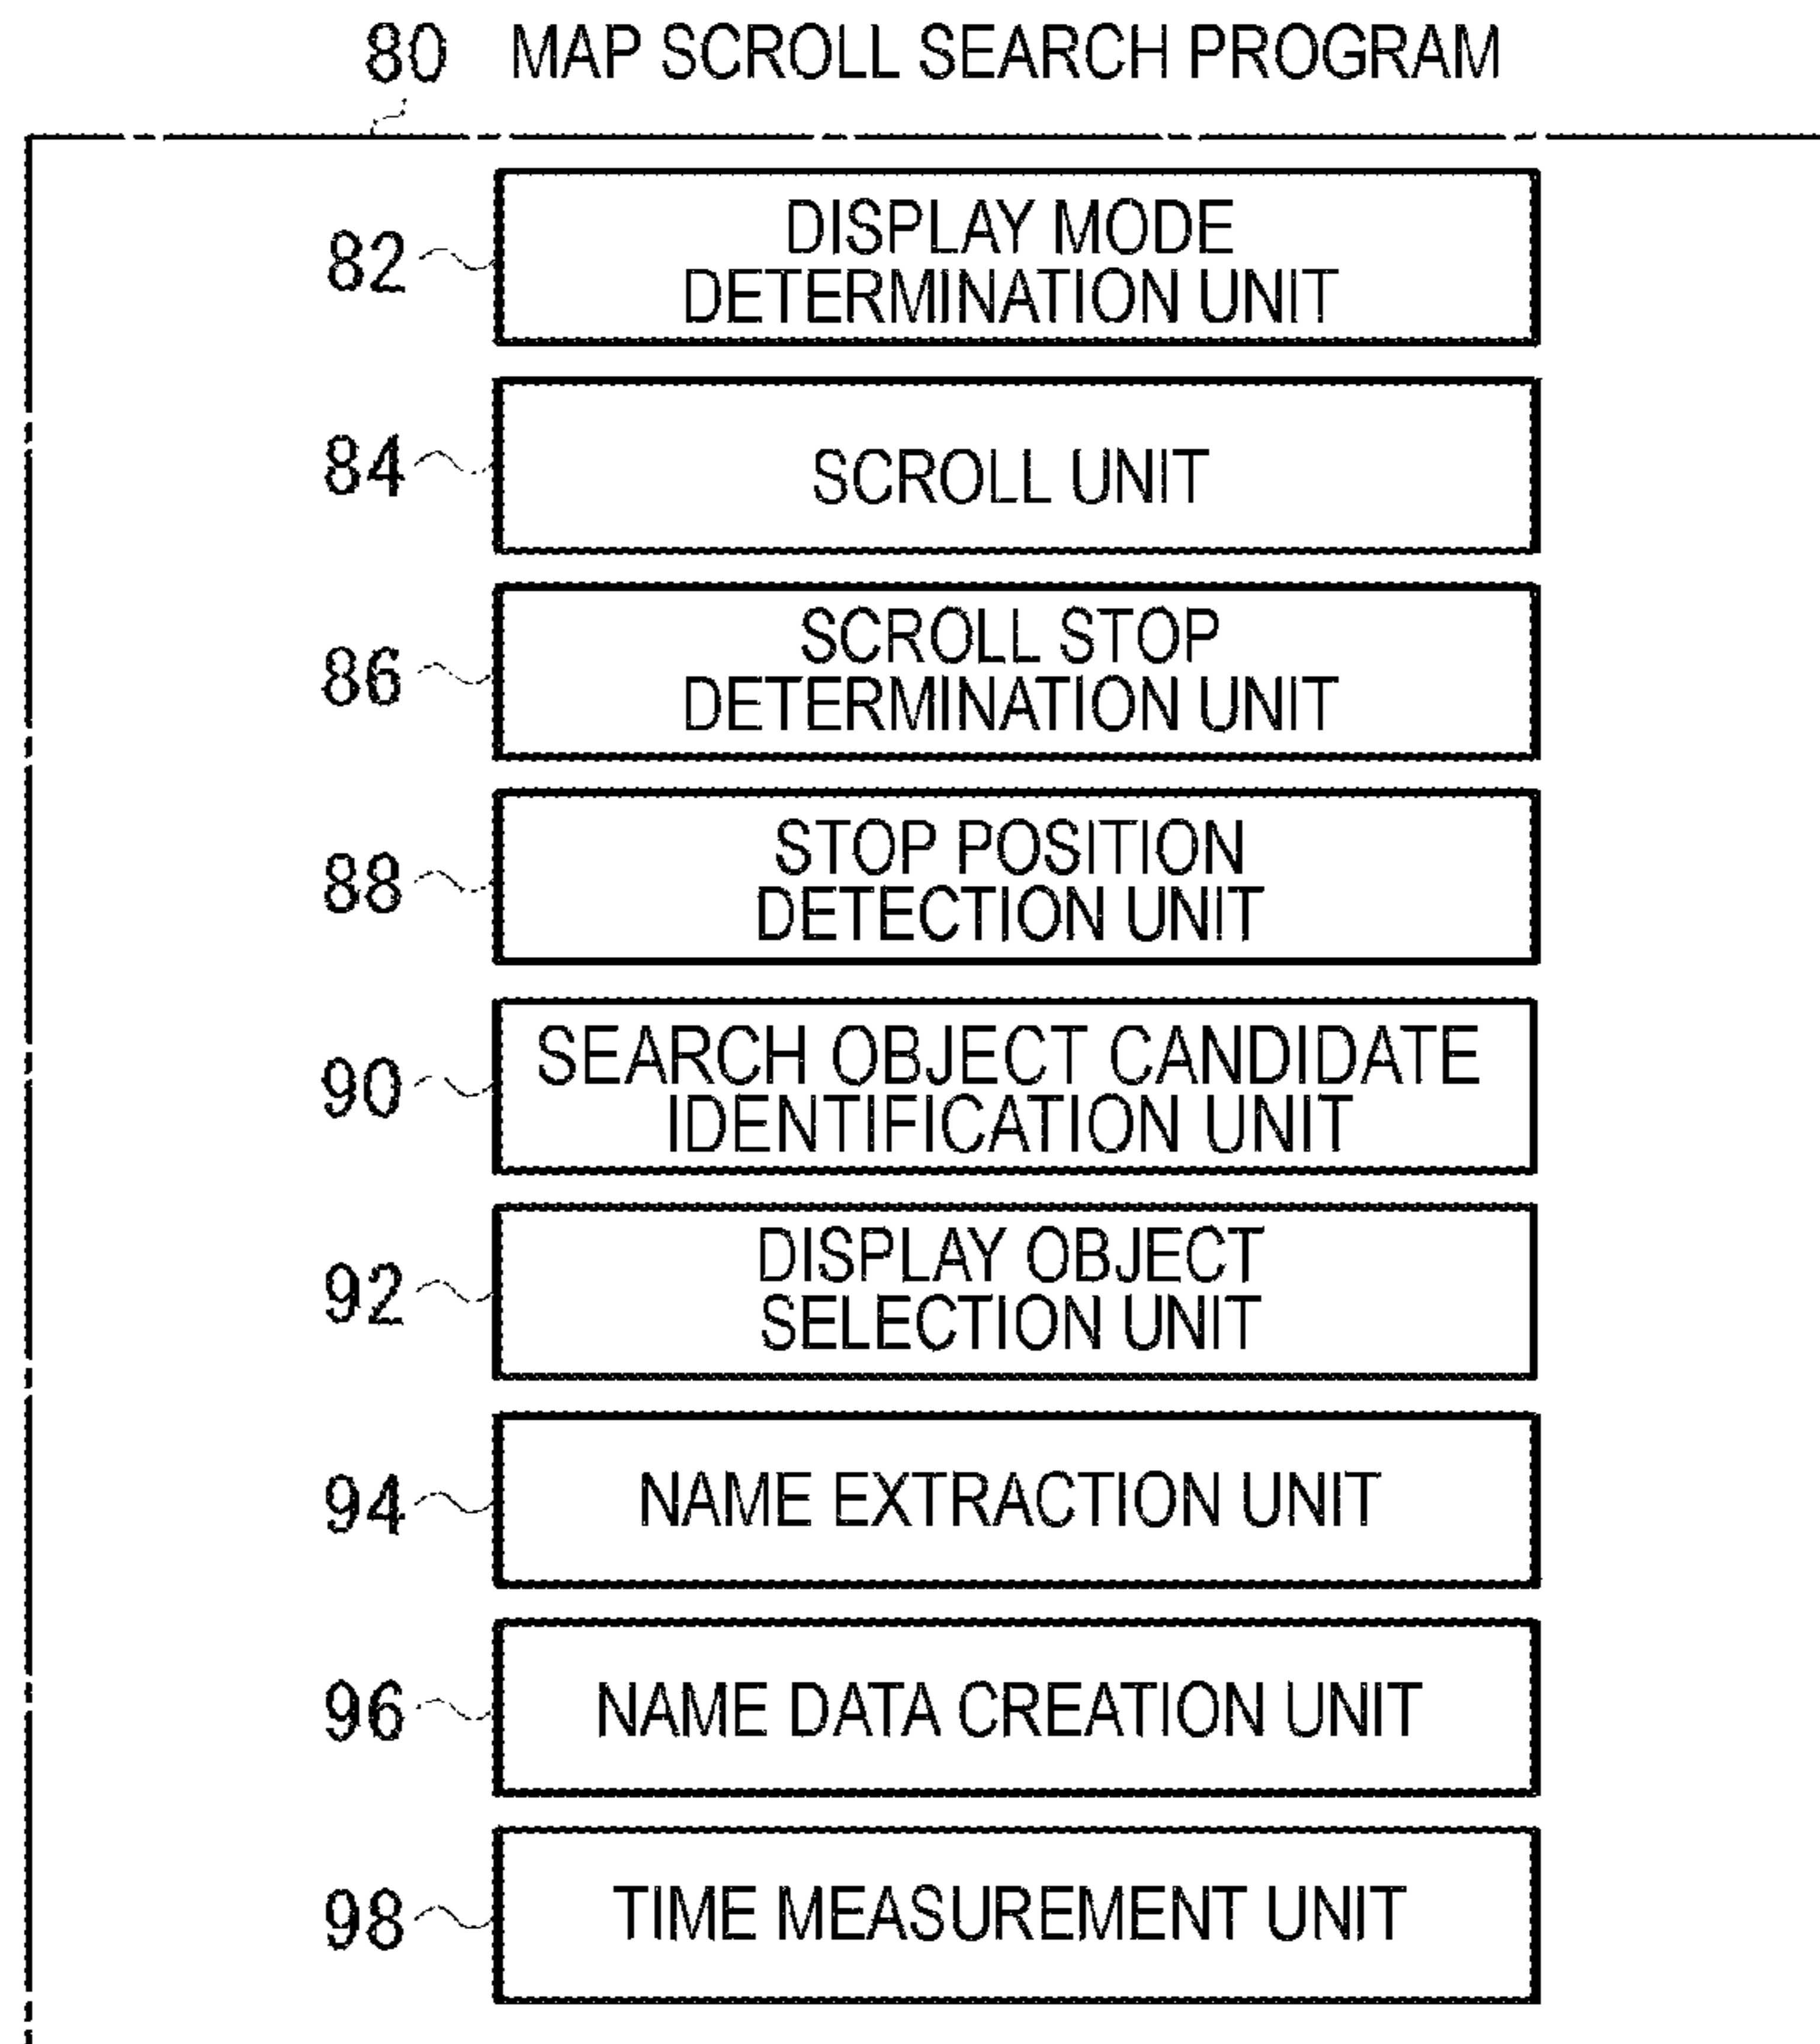 80 MAP SCROLL SEARCH PROGRAM
82 DISPLAY MODE
DETERMINATION UNIT
84 SCROLL UNIT
86 SCROLL STOP
DETERMINATION UNIT
88 STOP POSITION
DETECTION UNIT
90 SEARCH OBJECT CANDIDATE
IDENTIFICATION UNIT
92 DISPLAY OBJECT
SELECTION UNIT
94 NAME EXTRACTION UNIT
96 NAME DATA CREATION UNIT
98 TIME MEASUREMENT UNIT